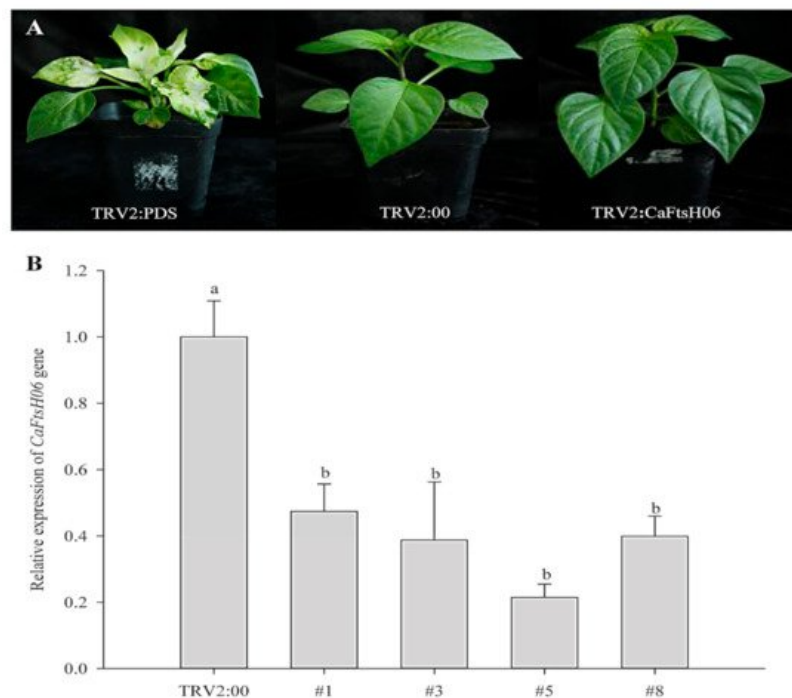 A
TRV2:PDS
TRV2:00
TRV2:CaFtsH06
B
Relative expression of CaFtsH06 gene
1.2
1.0
0.8
0.6
0.4
0.2
0.0
a
b
b
b
b
TRV2:00 #1 #3 #5 #8